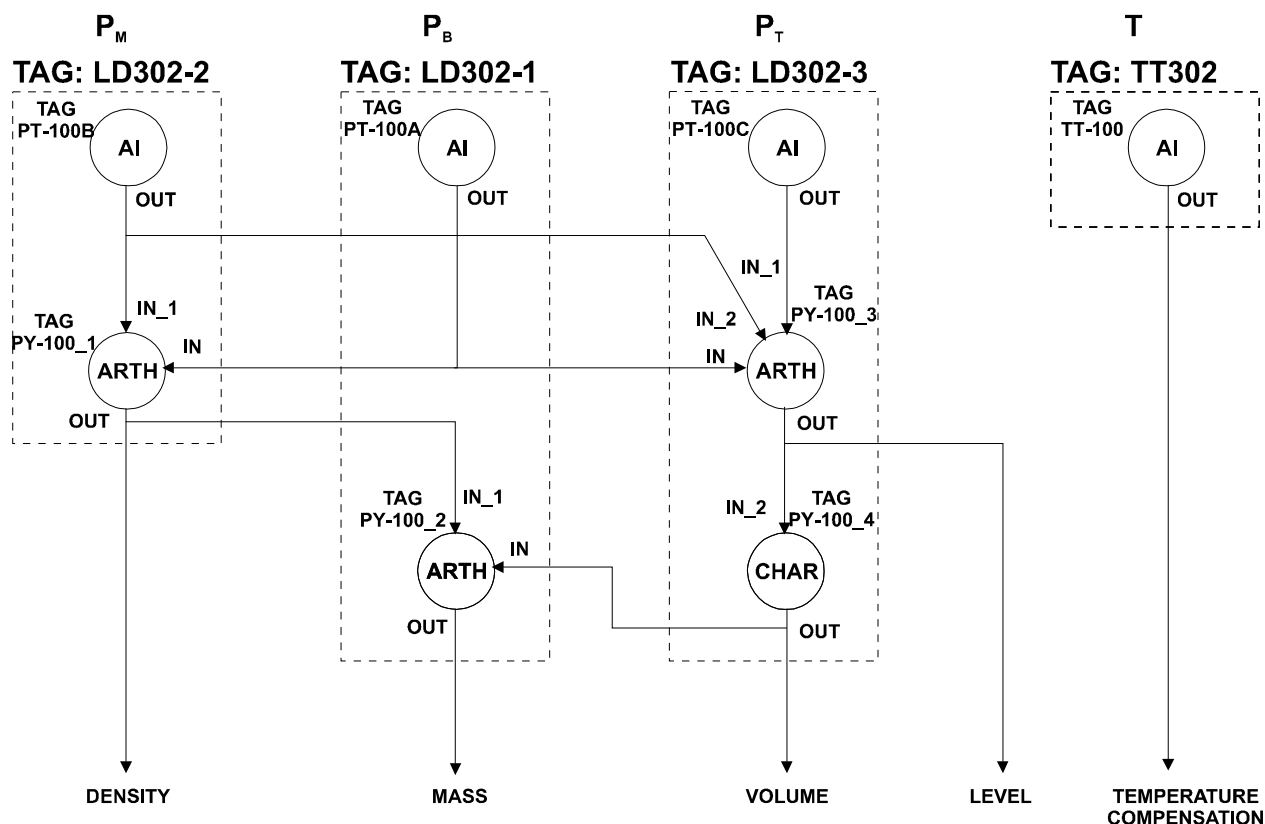 P_M
P_B
P_T
T
TAG: LD302-2
TAG: LD302-1
TAG: LD302-3
TAG: TT302
TAG
PT-100B
AI
OUT
TAG
PT-100A
AI
OUT
TAG
PT-100C
AI
OUT
TAG
TT-100
AI
OUT
IN_1
TAG
PY-100_1
IN
ARTH
OUT
IN_1
IN_2
TAG
PY-100_3
IN
ARTH
OUT
IN_1
TAG
PY-100_2
IN
ARTH
OUT
IN_2
TAG
PY-100_4
CHAR
OUT
DENSITY
MASS
VOLUME
LEVEL
TEMPERATURE
COMPENSATION